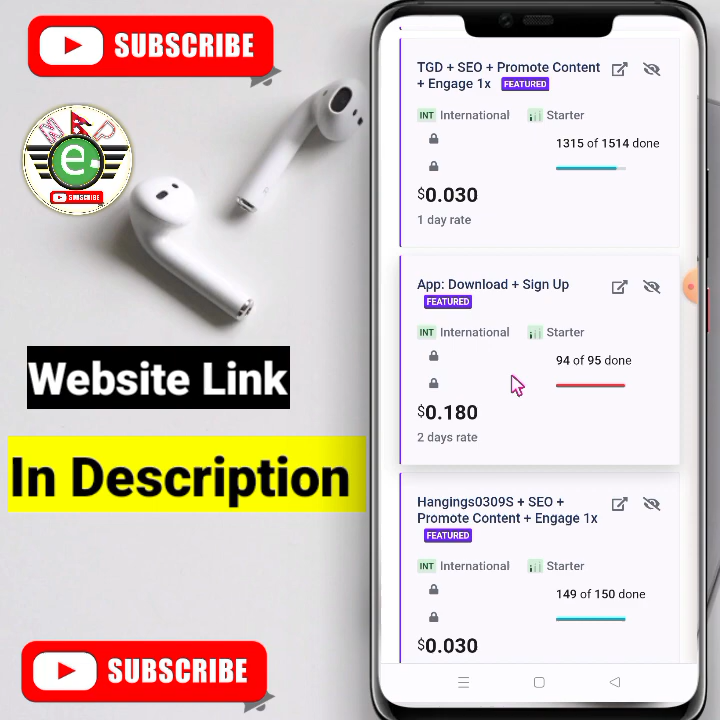 SUBSCRIBE
M R P
e
SUBSCRIBE
Website Link
In Description
SUBSCRIBE
TGD + SEO + Promote Content
+ Engage 1x FEATURED
INT International Starter
1315 of 1514 done
$0.030
1 day rate
App: Download + Sign Up
FEATURED
INT International Starter
94 of 95 done
$0.180
2 days rate
Hangings0309S + SEO +
Promote Content + Engage 1x
FEATURED
INT International Starter
149 of 150 done
$0.030